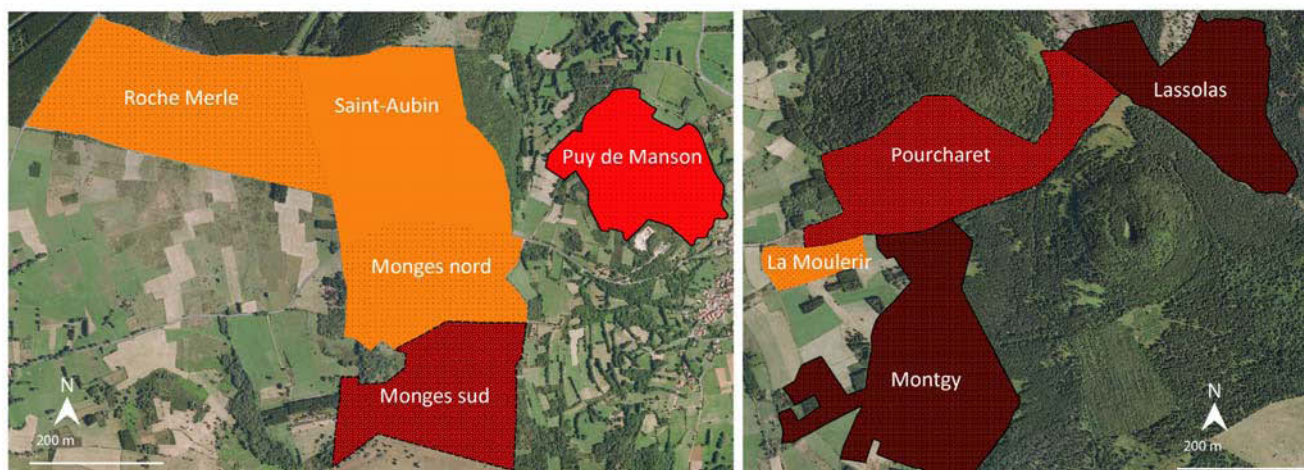 Roche Merle
Saint-Aubin
Puy de Manson
Monges nord
Monges sud
N
200 m
Lassolas
Pourcharet
La Moulerir
Montgy
N
200 m